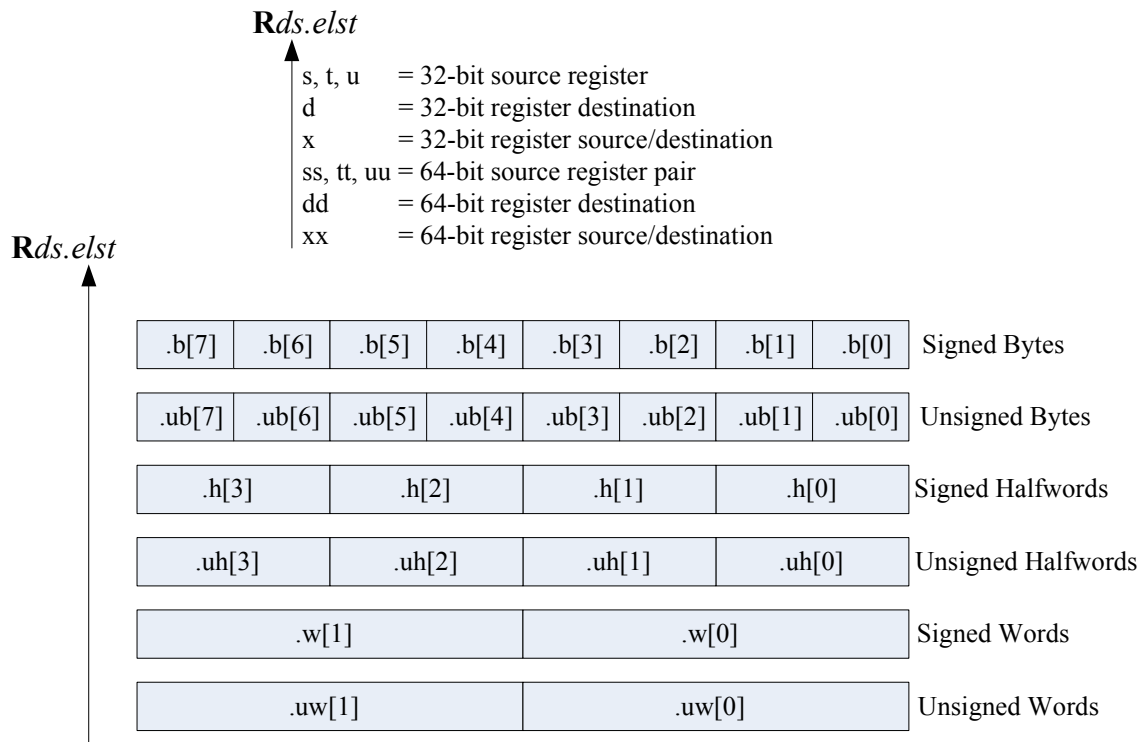 Rds.elst
s, t, u = 32-bit source register
d = 32-bit register destination
x = 32-bit register source/destination
ss, tt, uu = 64-bit source register pair
dd = 64-bit register destination
xx = 64-bit register source/destination
Rds.elst
.b[7] .b[6] .b[5] .b[4] .b[3] .b[2] .b[1] .b[0] Signed Bytes
.ub[7] .ub[6] .ub[5] .ub[4] .ub[3] .ub[2] .ub[1] .ub[0] Unsigned Bytes
.h[3] .h[2] .h[1] .h[0] Signed Halfwords
.uh[3] .uh[2] .uh[1] .uh[0] Unsigned Halfwords
.w[1] .w[0] Signed Words
.uw[1] .uw[0] Unsigned Words